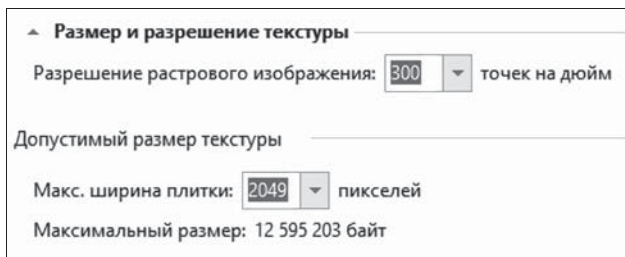 Размер и разрешение текстуры
Разрешение растрового изображения: 300 точек на дюйм
Допустимый размер текстуры
Макс. ширина плитки: 2049 пикселей
Максимальный размер: 12 595 203 байт